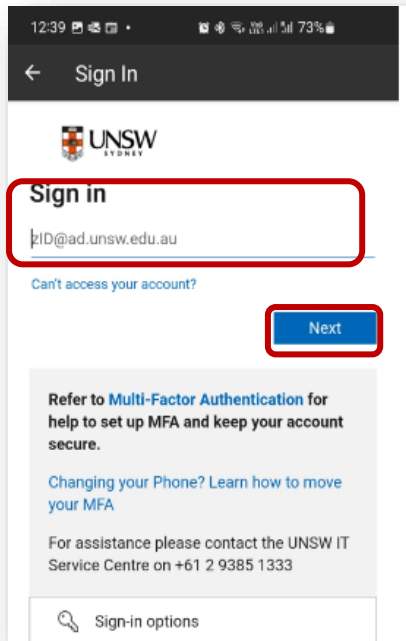 12:39
73%
Sign In
UNSW
SYDNEY
Sign in
zID@ad.unsw.edu.au
Can't access your account?
Next
Refer to Multi-Factor Authentication for
help to set up MFA and keep your account
secure.
Changing your Phone? Learn how to move
your MFA
For assistance please contact the UNSW IT
Service Centre on +61 2 9385 1333
Sign-in options